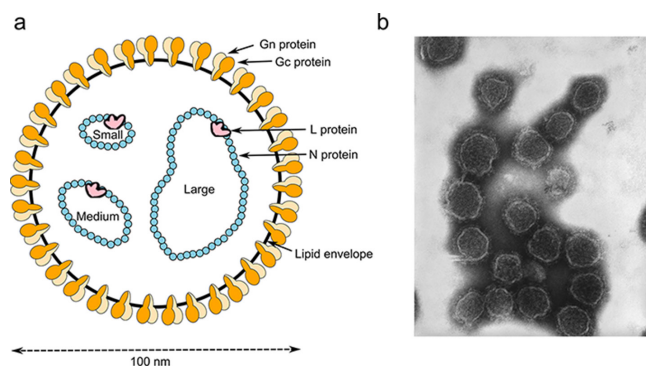 a
Gn protein
Gc protein
Small
L protein
N protein
Large
Medium
Lipid envelope
100 nm
b